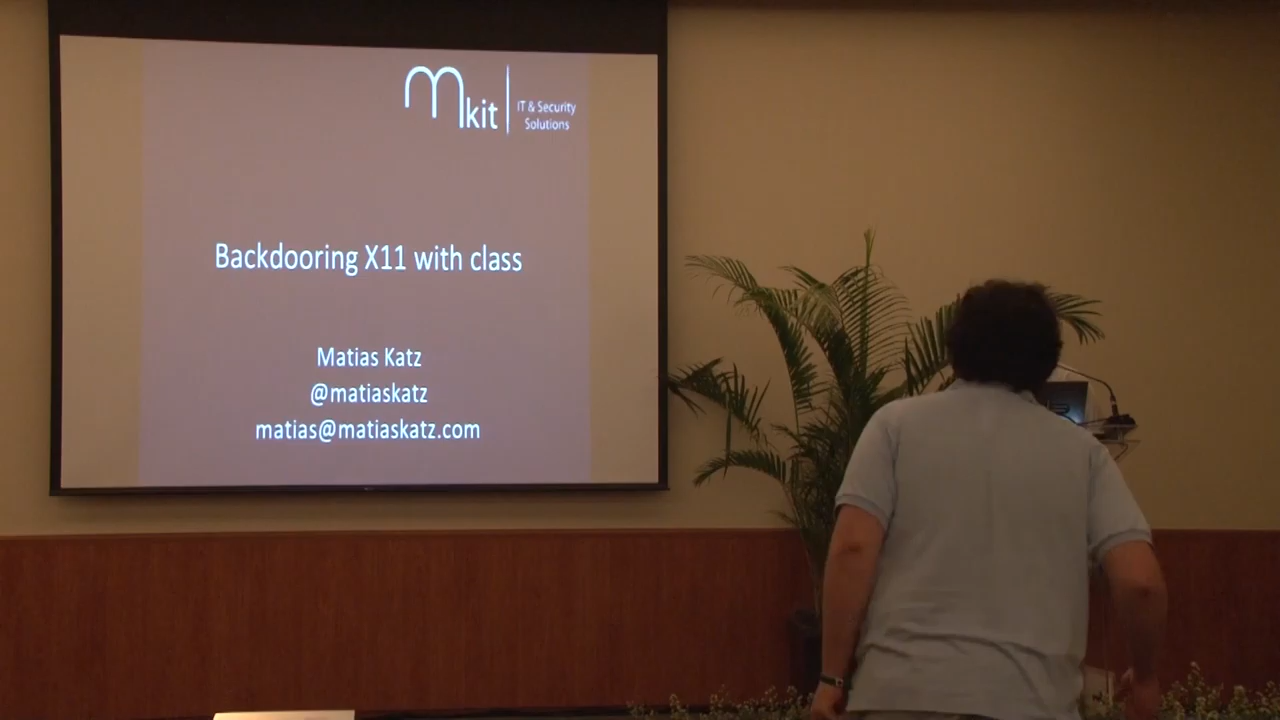 mkit
IT & Security
Solutions
Backdooring X11 with class
Matias Katz
@matiaskatz
matias@matiaskatz.com